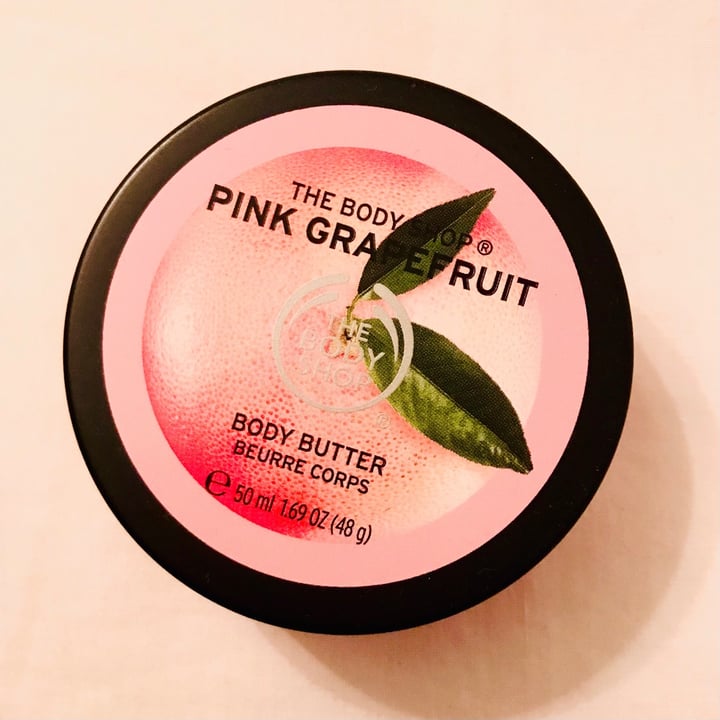 THE BODY SHOP®
PINK GRAPEFRUIT
THE
BODY
SHOP
®
BODY BUTTER
BEURRE CORPS
℮ 50 ml 1.69 OZ (48 g)